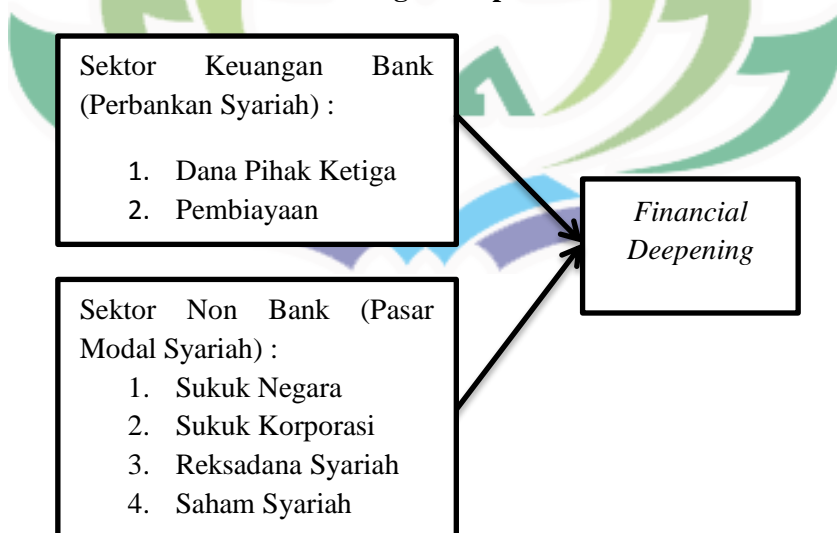 Sektor Keuangan Bank
(Perbankan Syariah) :
1. Dana Pihak Ketiga
2. Pembiayaan
Financial
Deepening
Sektor Non Bank (Pasar
Modal Syariah) :
1. Sukuk Negara
2. Sukuk Korporasi
3. Reksadana Syariah
4. Saham Syariah